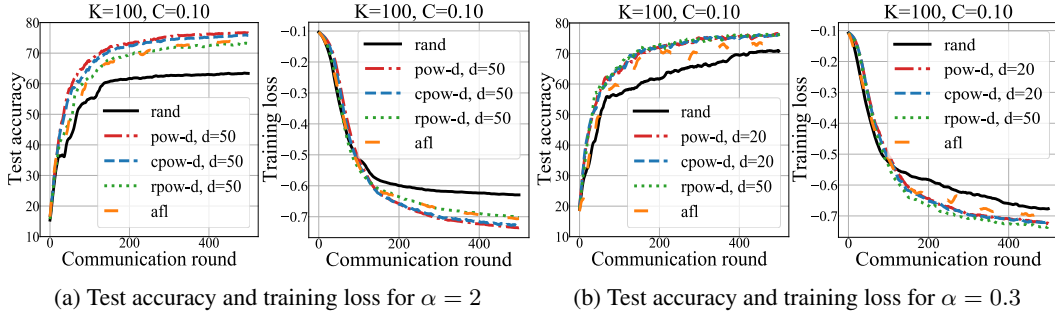 K=100, C=0.10
Test accuracy
80
70
60
50
40
30
20
10
rand
pow-d, d=50
cpow-d, d=50
rpow-d, d=50
afl
0
200
400
Communication round
K=100, C=0.10
Training loss
−0.1
−0.2
−0.3
−0.4
−0.5
−0.6
−0.7
rand
pow-d, d=50
cpow-d, d=50
rpow-d, d=50
afl
0
200
400
Communication round
(a) Test accuracy and training loss for α = 2
K=100, C=0.10
Test accuracy
80
70
60
50
40
30
20
10
rand
pow-d, d=20
cpow-d, d=20
rpow-d, d=50
afl
0
200
400
Communication round
K=100, C=0.10
Training loss
−0.1
−0.2
−0.3
−0.4
−0.5
−0.6
−0.7
rand
pow-d, d=20
cpow-d, d=20
rpow-d, d=50
afl
0
200
400
Communication round
(b) Test accuracy and training loss for α = 0.3